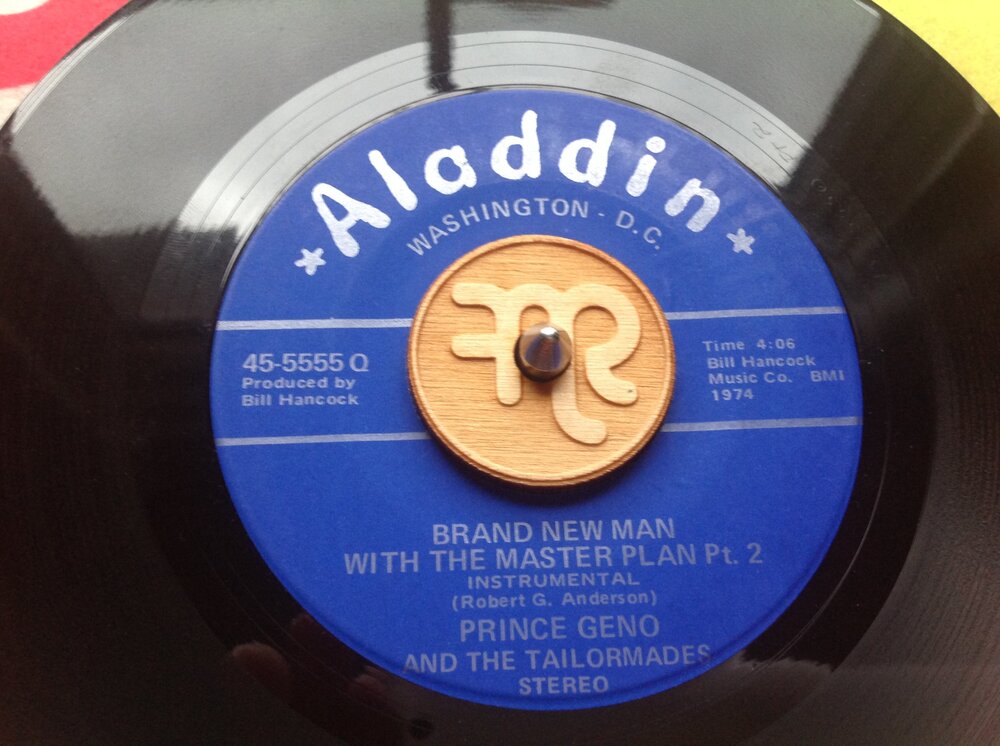 Aladdin
WASHINGTON - D.C.
45-5555 Q
Produced by
Bill Hancock
Time 4:06
Bill Hancock
Music Co. BMI
1974
BRAND NEW MAN
WITH THE MASTER PLAN Pt. 2
INSTRUMENTAL
(Robert G. Anderson)
PRINCE GENO
AND THE TAILORMADES
STEREO